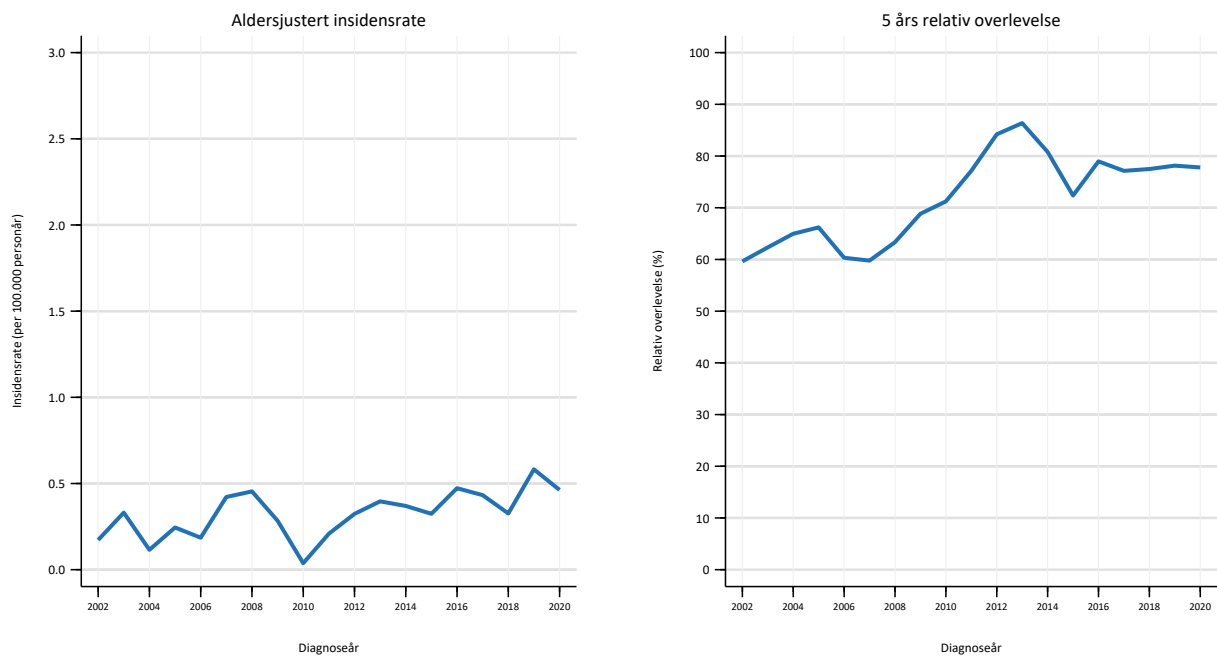 Aldersjustert insidensrate
3.0
2.5
2.0
1.5
1.0
0.5
0.0
Insidensrate (per 100.000 personår)
2002 2004 2006 2008 2010 2012 2014 2016 2018 2020
Diagnoseår
5 års relativ overlevelse
100
90
80
70
60
50
40
30
20
10
0
Relativ overlevelse (%)
2002 2004 2006 2008 2010 2012 2014 2016 2018 2020
Diagnoseår